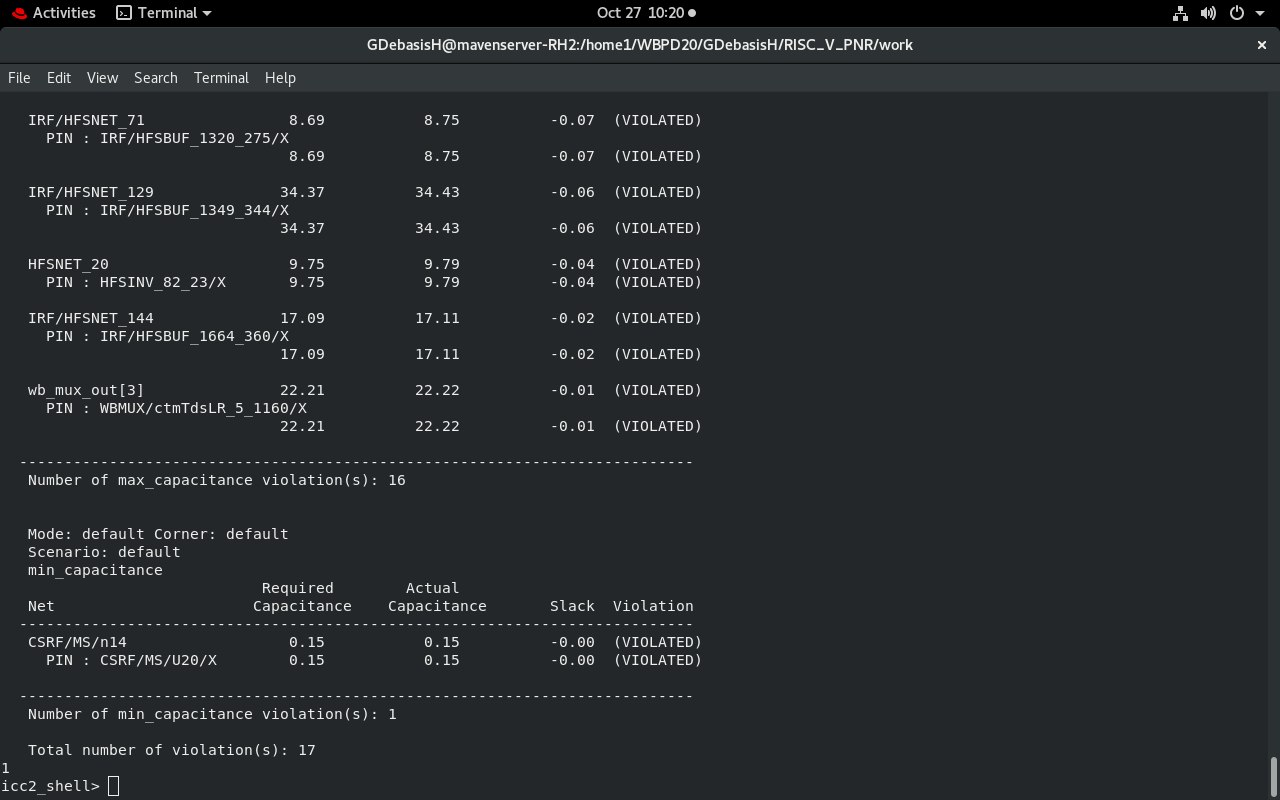 Activities Terminal Oct 27 10:20
GDebasisH@mavenserver-RH2:/home1/WBPD20/GDebasisH/RISC_V_PNR/work ×
File Edit View Search Terminal Help
IRF/HFSNET_71 8.69 8.75 -0.07 (VIOLATED)
PIN : IRF/HFSBUF_1320_275/X
8.69 8.75 -0.07 (VIOLATED)
IRF/HFSNET_129 34.37 34.43 -0.06 (VIOLATED)
PIN : IRF/HFSBUF_1349_344/X
34.37 34.43 -0.06 (VIOLATED)
HFSNET_20 9.75 9.79 -0.04 (VIOLATED)
PIN : HFSINV_82_23/X 9.75 9.79 -0.04 (VIOLATED)
IRF/HFSNET_144 17.09 17.11 -0.02 (VIOLATED)
PIN : IRF/HFSBUF_1664_360/X
17.09 17.11 -0.02 (VIOLATED)
wb_mux_out[3] 22.21 22.22 -0.01 (VIOLATED)
PIN : WBMUX/ctmTdsLR_5_1160/X
22.21 22.22 -0.01 (VIOLATED)
---------------------------------------------------------------------------
Number of max_capacitance violation(s): 16
Mode: default Corner: default
Scenario: default
min_capacitance
Required Actual
Net Capacitance Capacitance Slack Violation
---------------------------------------------------------------------------
CSRF/MS/n14 0.15 0.15 -0.00 (VIOLATED)
PIN : CSRF/MS/U20/X 0.15 0.15 -0.00 (VIOLATED)
---------------------------------------------------------------------------
Number of min_capacitance violation(s): 1
Total number of violation(s): 17
1
icc2_shell>